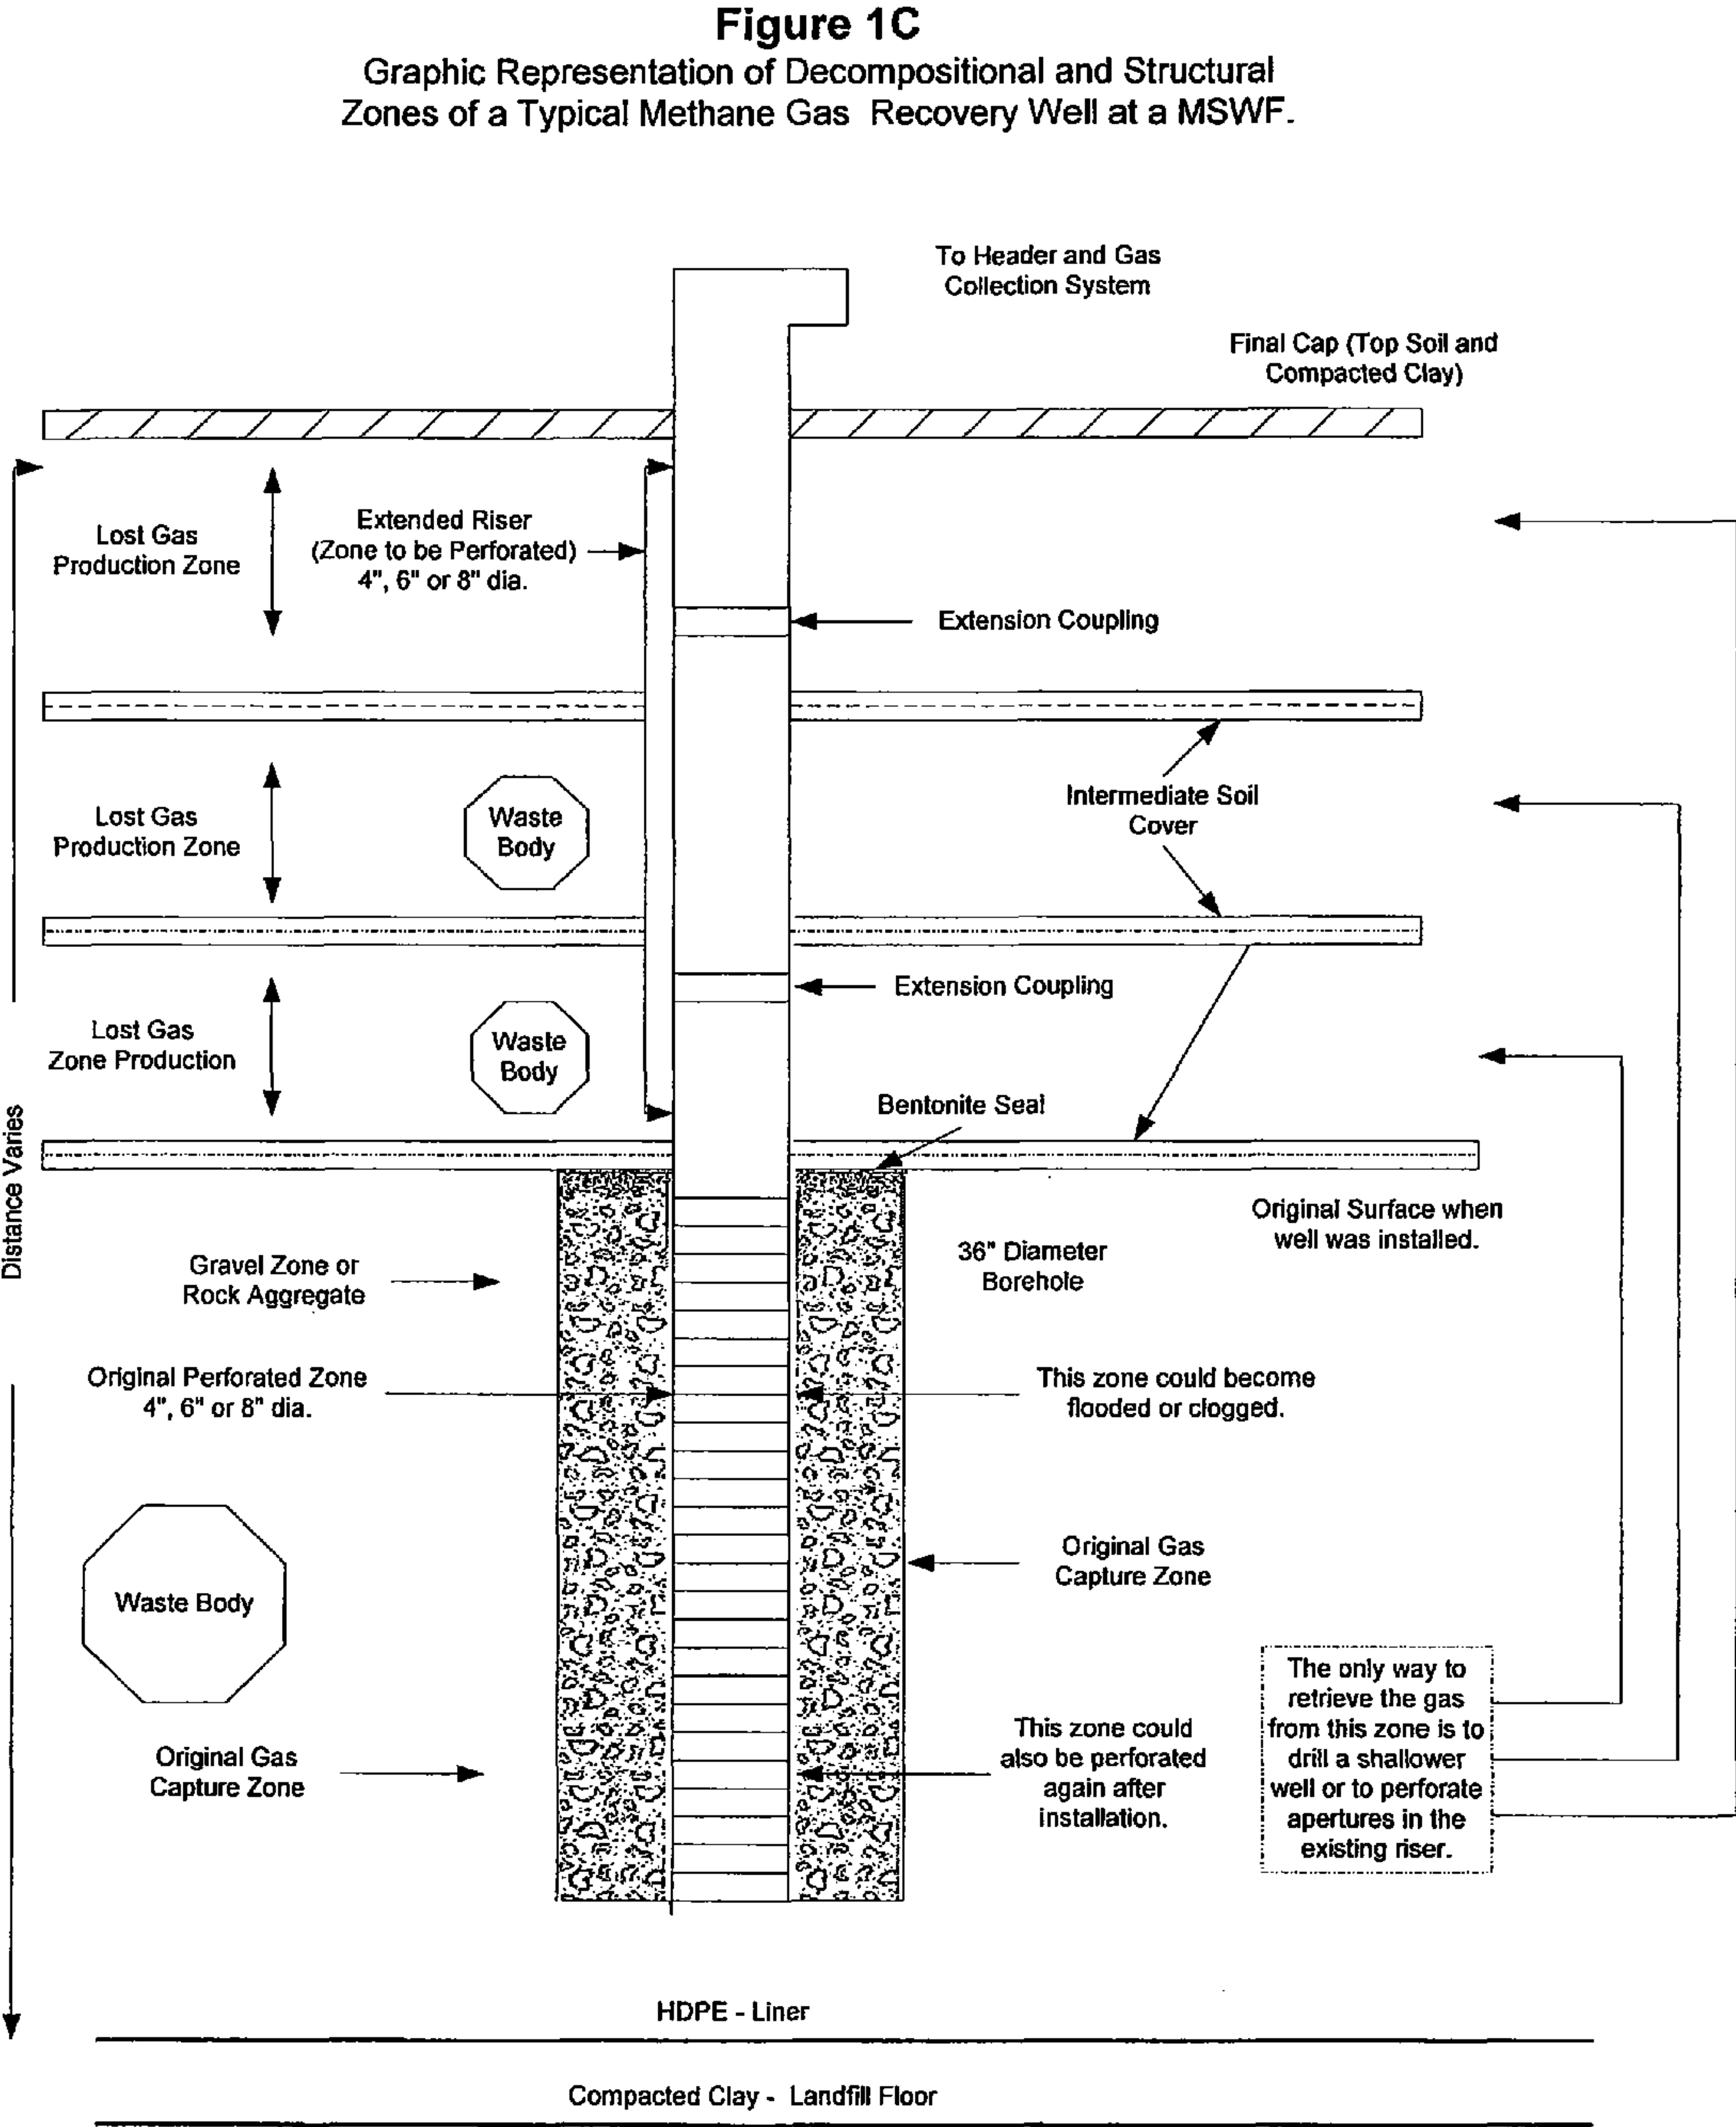 Figure 1C
Graphic Representation of Decompositional and Structural
Zones of a Typical Methane Gas Recovery Well at a MSWF.
To Header and Gas
Collection System
Final Cap (Top Soil and
Compacted Clay)
Lost Gas
Production Zone
Extended Riser
(Zone to be Perforated)
4", 6" or 8" dia.
Extension Coupling
Lost Gas
Production Zone
Waste
Body
Intermediate Soil
Cover
Extension Coupling
Lost Gas
Zone Production
Waste
Body
Bentonite Seal
Distance Varies
Original Surface when
well was installed.
Gravel Zone or
Rock Aggregate
36" Diameter
Borehole
Original Perforated Zone
4", 6" or 8" dia.
This zone could become
flooded or clogged.
Waste Body
Original Gas
Capture Zone
The only way to
retrieve the gas
from this zone is to
drill a shallower
well or to perforate
apertures in the
existing riser.
Original Gas
Capture Zone
This zone could
also be perforated
again after
installation.
HDPE - Liner
Compacted Clay - Landfill Floor